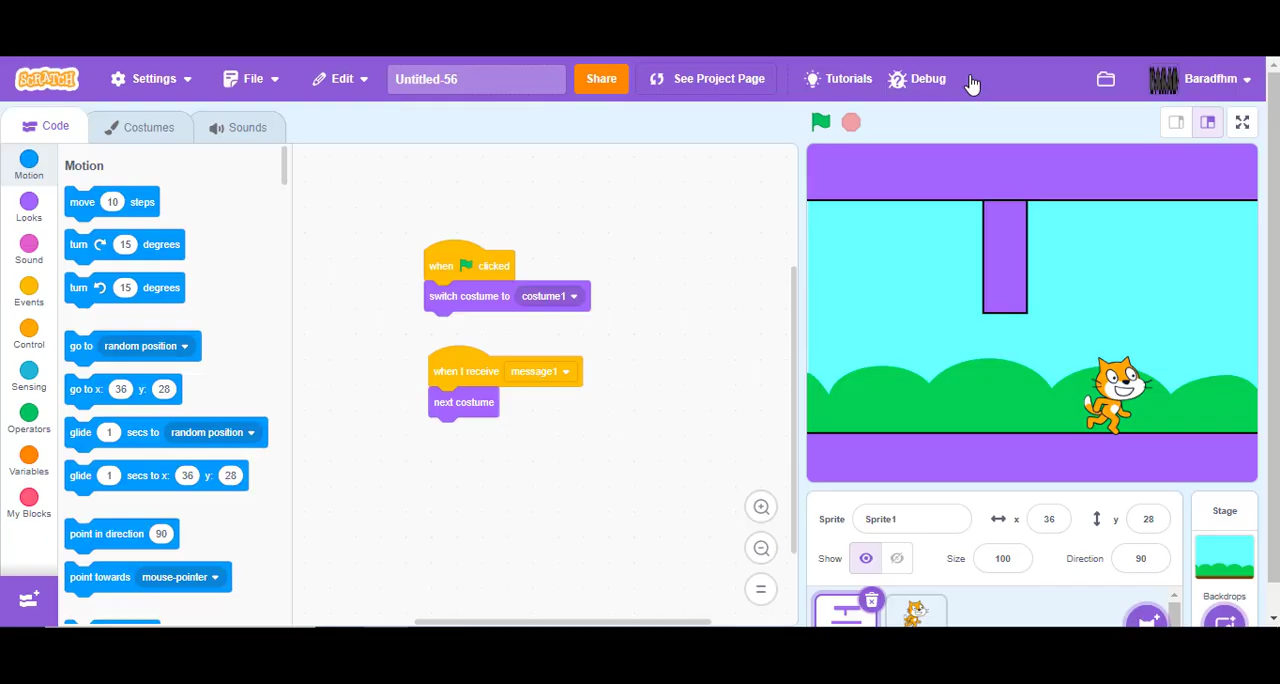 SCRATCH
Settings
File
Edit
Untitled-56
Share
See Project Page
Tutorials
Debug
Baradfhm
Code
Costumes
Sounds
Motion
Looks
Sound
Events
Control
Sensing
Operators
Variables
My Blocks
Motion
move 10 steps
turn 15 degrees
turn 15 degrees
go to random position
go to x: 36 y: 28
glide 1 secs to random position
glide 1 secs to x: 36 y: 28
point in direction 90
point towards mouse-pointer
when clicked
switch costume to costume1
when I receive message1
next costume
Sprite Sprite1 x 36 y 28
Show Size 100 Direction 90
Stage
Backdrops